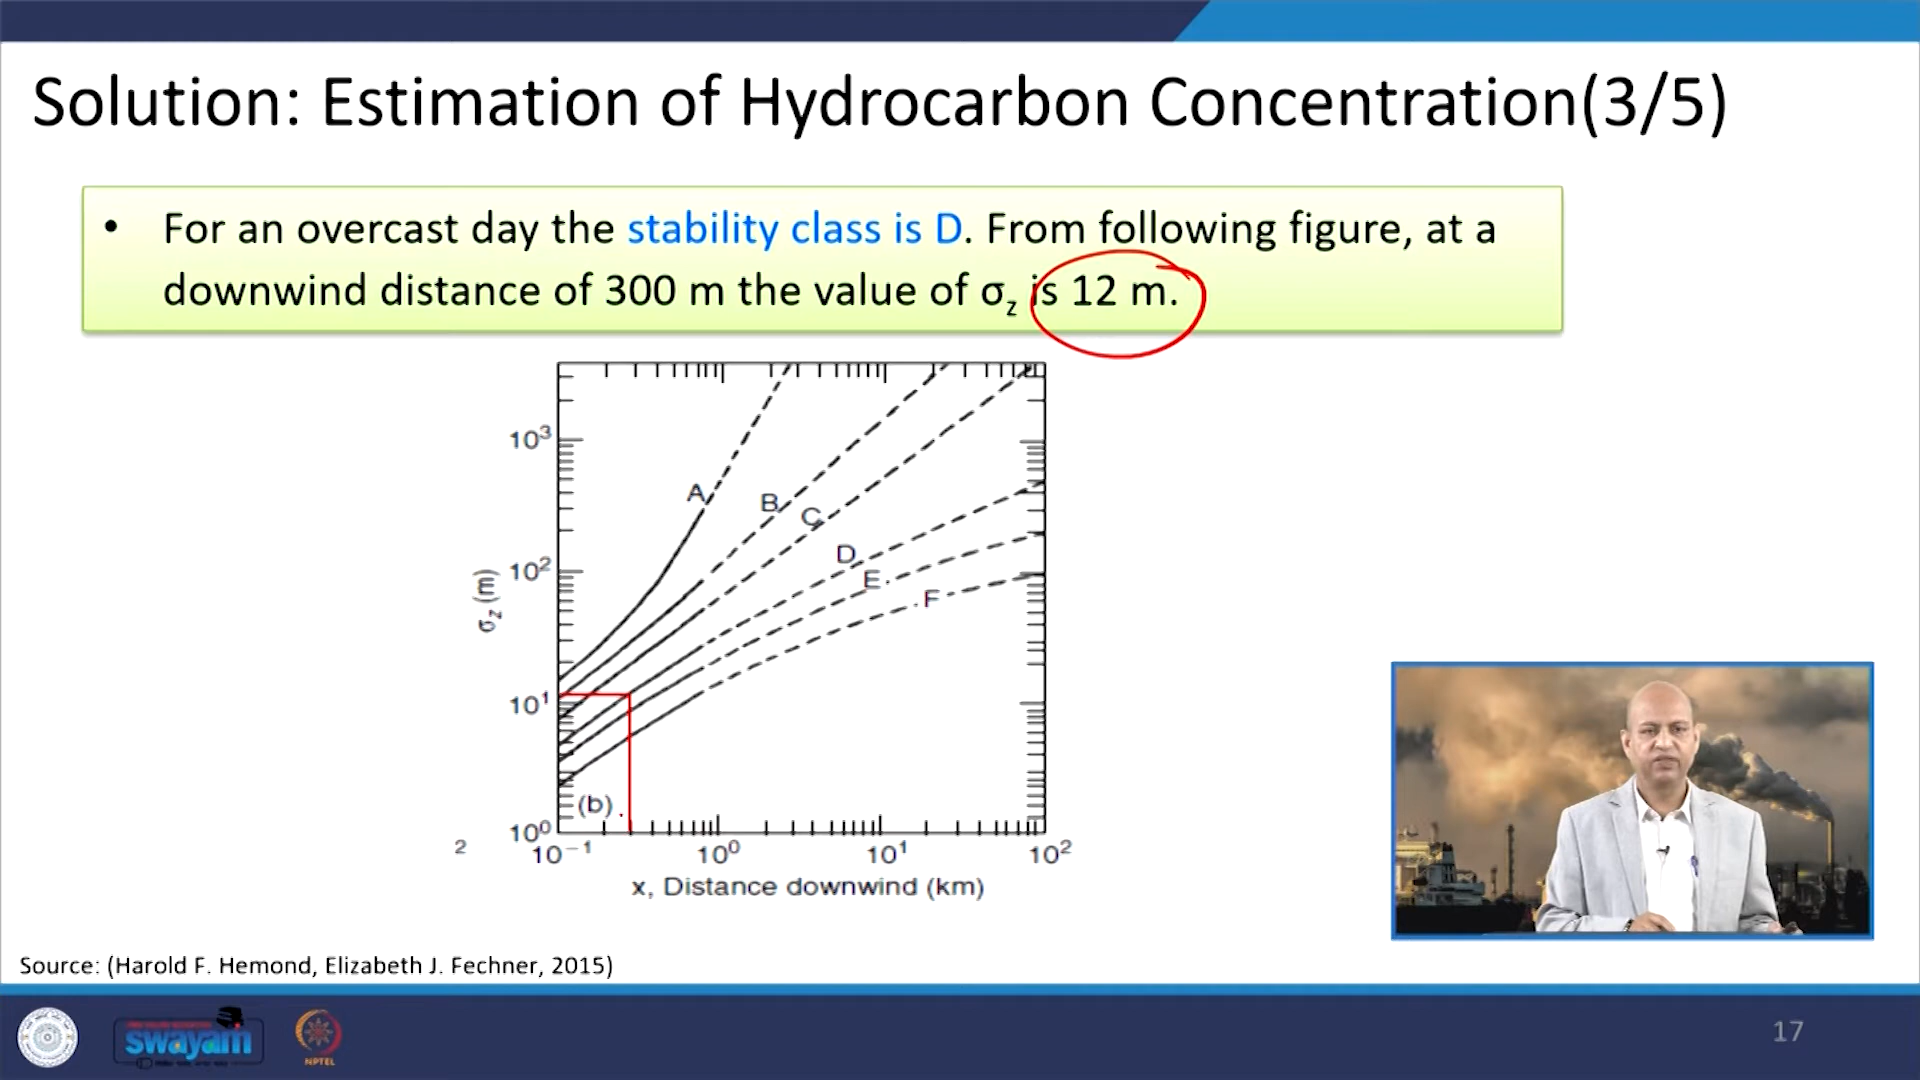 Solution: Estimation of Hydrocarbon Concentration(3/5)
• For an overcast day the stability class is D. From following figure, at a
downwind distance of 300 m the value of σz is 12 m.
10³
10²
10¹
10⁰
σz (m)
A
B
C
D
E
F
(b)
2
10⁻¹ 10⁰ 10¹ 10²
x, Distance downwind (km)
Source: (Harold F. Hemond, Elizabeth J. Fechner, 2015)
swayam
NPTEL
17